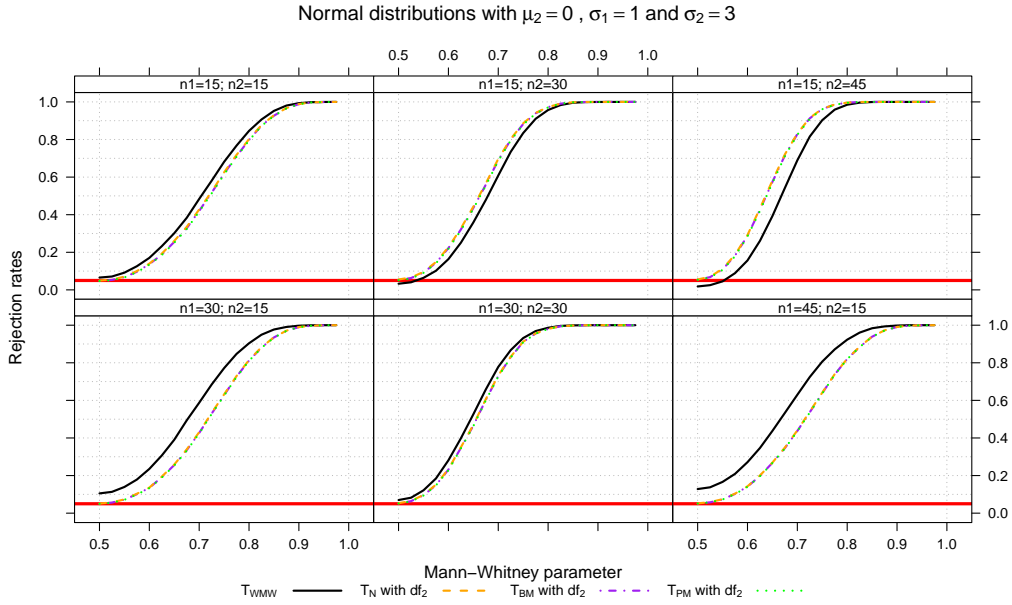 Normal distributions with μ₂ = 0 , σ₁ = 1 and σ₂ = 3
0.5 0.6 0.7 0.8 0.9 1.0
n1=15; n2=15 n1=15; n2=30 n1=15; n2=45
1.0
0.8
0.6
0.4
0.2
0.0
Rejection rates
n1=30; n2=15 n1=30; n2=30 n1=45; n2=15
1.0
0.8
0.6
0.4
0.2
0.0
0.5 0.6 0.7 0.8 0.9 1.0 0.5 0.6 0.7 0.8 0.9 1.0
Mann−Whitney parameter
T_WMW T_N with df₂ T_BM with df₂ T_PM with df₂